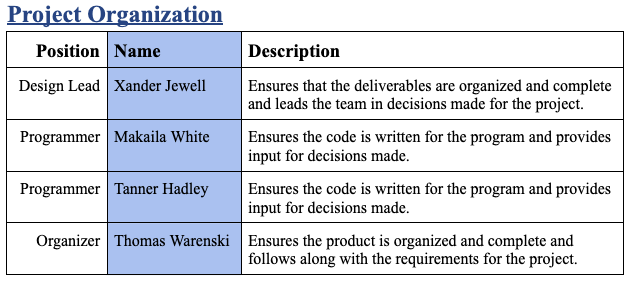 Project Organization
Position Name Description
Design Lead Xander Jewell Ensures that the deliverables are organized and complete
and leads the team in decisions made for the project.
Programmer Makaila White Ensures the code is written for the program and provides
input for decisions made.
Programmer Tanner Hadley Ensures the code is written for the program and provides
input for decisions made.
Organizer Thomas Warenski Ensures the product is organized and complete and
follows along with the requirements for the project.